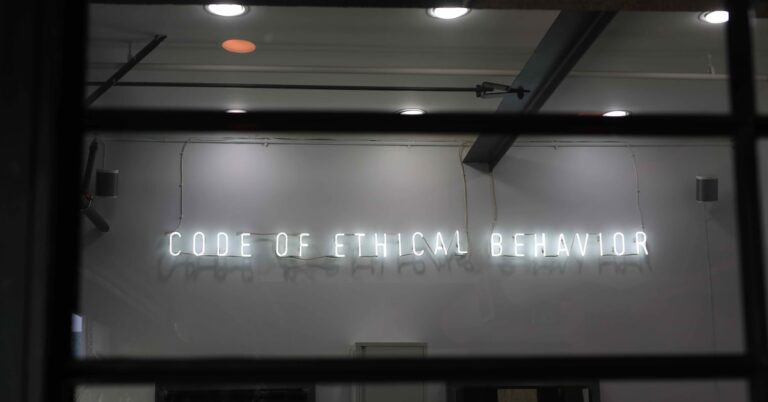 CODE OF ETHICAL BEHAVIOR